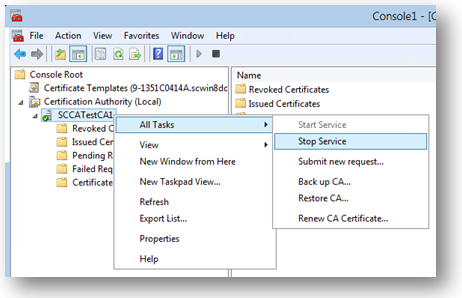 Console1 - [C
File Action View Favorites Window Help
Console Root
Certificate Templates (9-1351C0414A.scwin8dc
Certification Authority (Local)
SCCATestCA1
Revoked C
Issued Cer
Pending R
Failed Req
Certificate
Name
Revoked Certificates
Issued Certificates
All Tasks
View
New Window from Here
New Taskpad View...
Refresh
Export List...
Properties
Help
Start Service
Stop Service
Submit new request...
Back up CA...
Restore CA...
Renew CA Certificate...